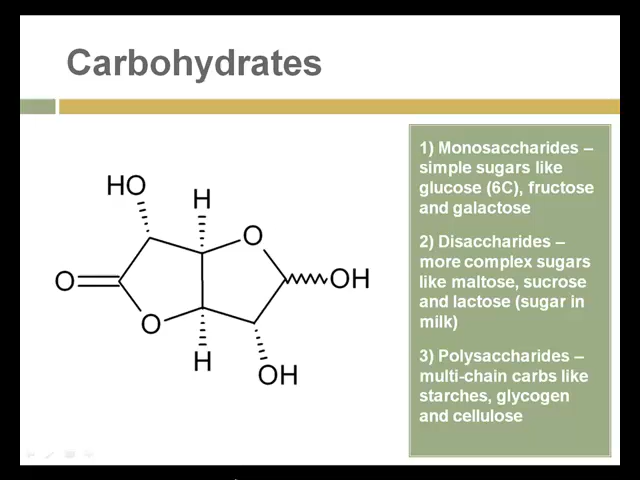 Carbohydrates
HO
H
O
O
OH
O
H
OH
1) Monosaccharides –
simple sugars like
glucose (6C), fructose
and galactose
2) Disaccharides –
more complex sugars
like maltose, sucrose
and lactose (sugar in
milk)
3) Polysaccharides –
multi-chain carbs like
starches, glycogen
and cellulose